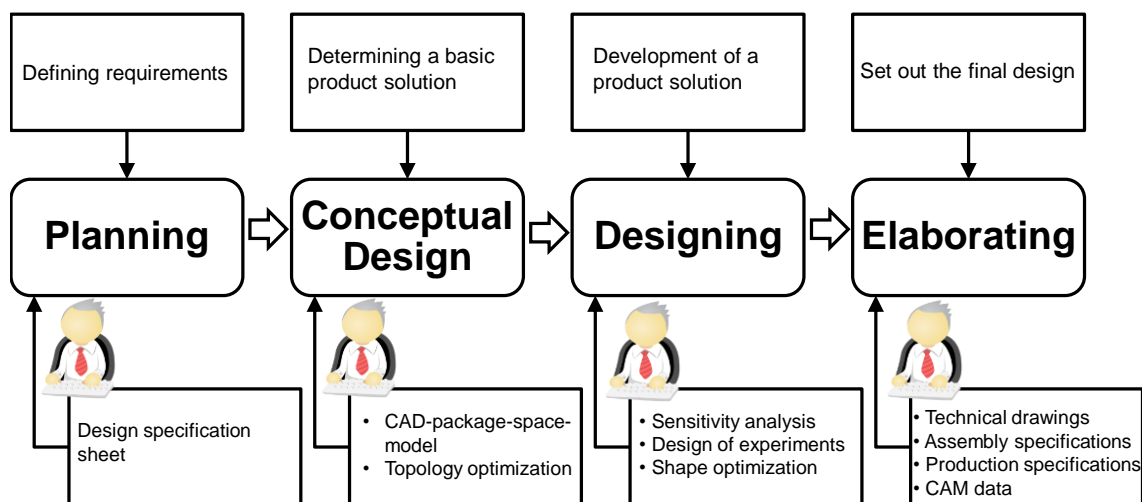 Defining requirements
Determining a basic
product solution
Development of a
product solution
Set out the final design
Planning
Conceptual
Design
Designing
Elaborating
Design specification
sheet
• CAD-package-space-
model
• Topology optimization
• Sensitivity analysis
• Design of experiments
• Shape optimization
• Technical drawings
• Assembly specifications
• Production specifications
• CAM data